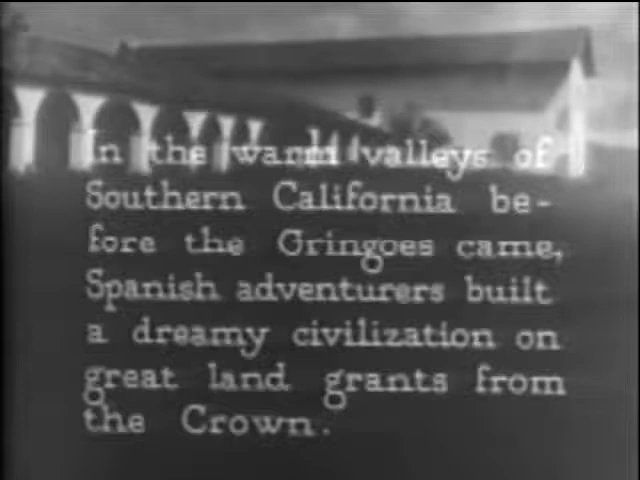 In the warm valleys of
Southern California be-
fore the Gringoes came,
Spanish adventurers built
a dreamy civilization on
great land grants from
the Crown.